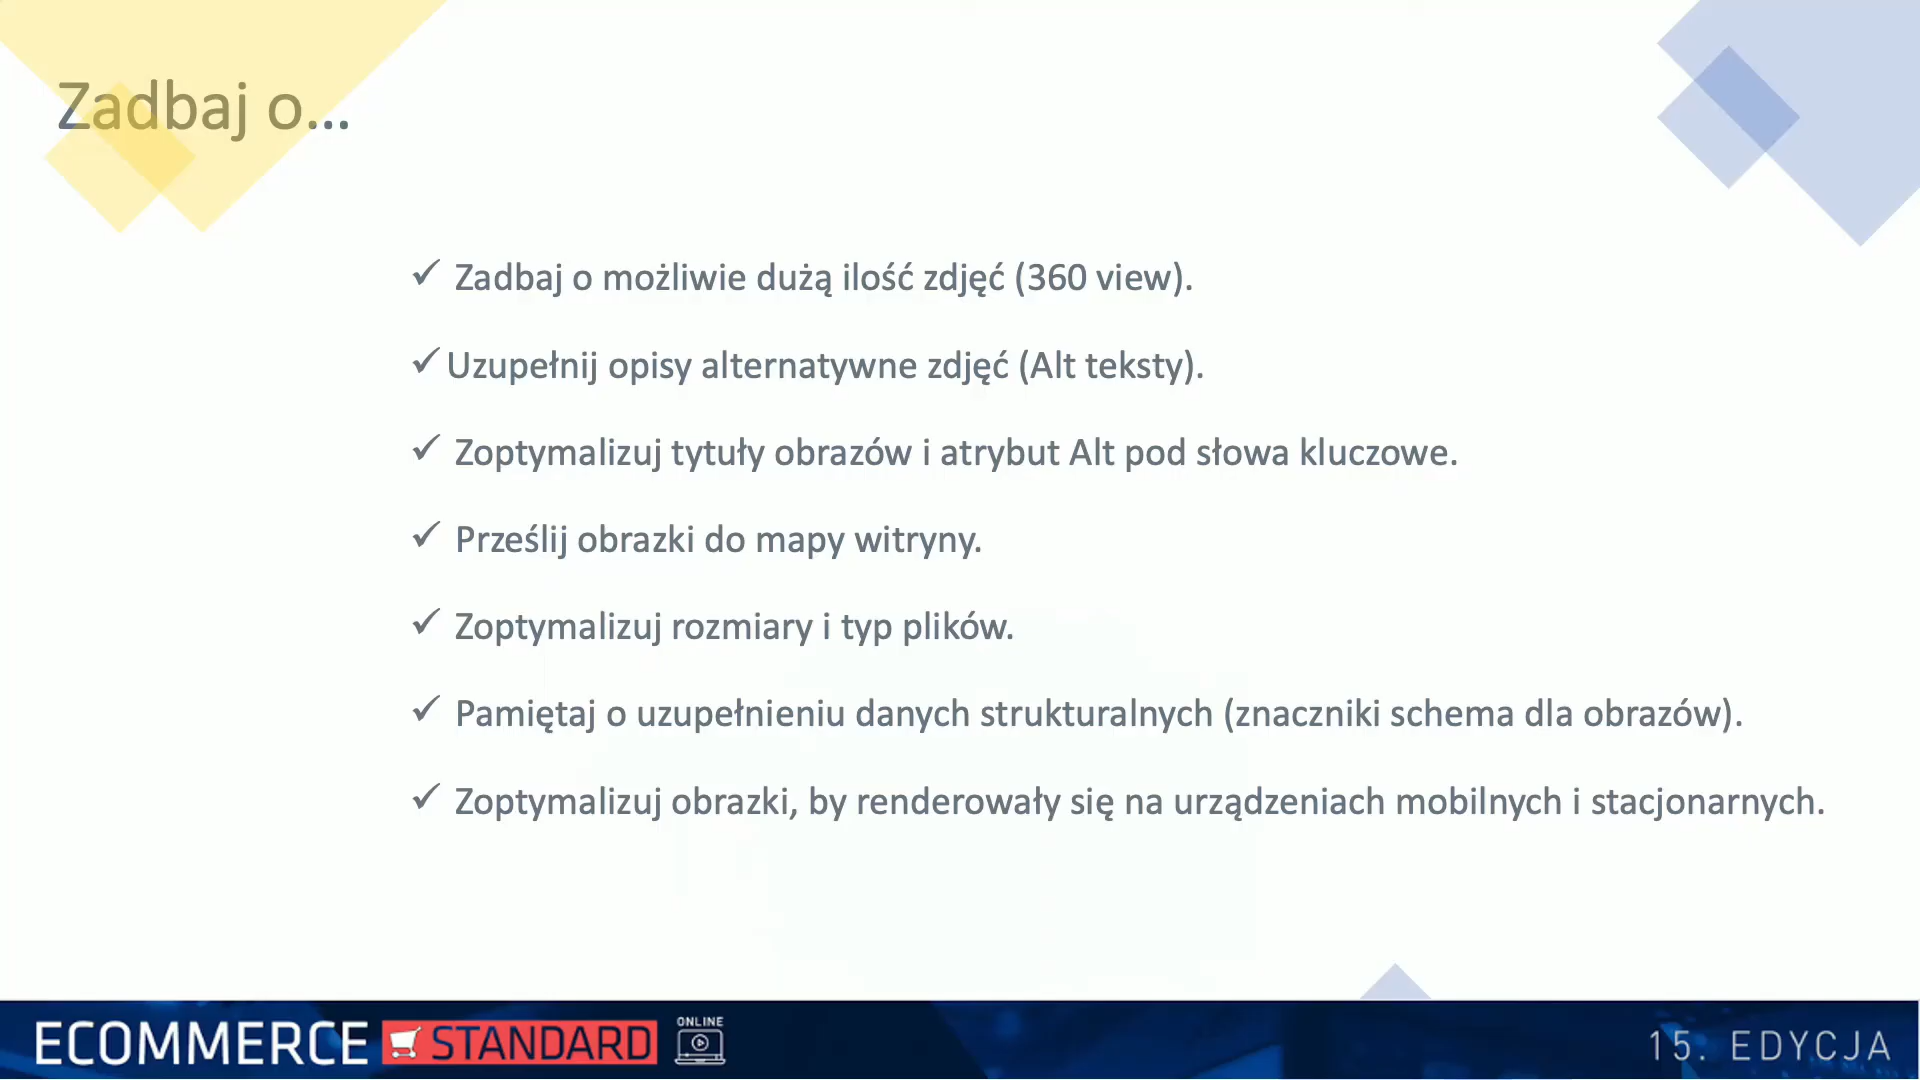 Zadbaj o...
✓ Zadbaj o możliwie dużą ilość zdjęć (360 view).
✓ Uzupełnij opisy alternatywne zdjęć (Alt teksty).
✓ Zoptymalizuj tytuły obrazów i atrybut Alt pod słowa kluczowe.
✓ Prześlij obrazki do mapy witryny.
✓ Zoptymalizuj rozmiary i typ plików.
✓ Pamiętaj o uzupełnieniu danych strukturalnych (znaczniki schema dla obrazów).
✓ Zoptymalizuj obrazki, by renderowały się na urządzeniach mobilnych i stacjonarnych.
ECOMMERCE STANDARD ONLINE
15. EDYCJA